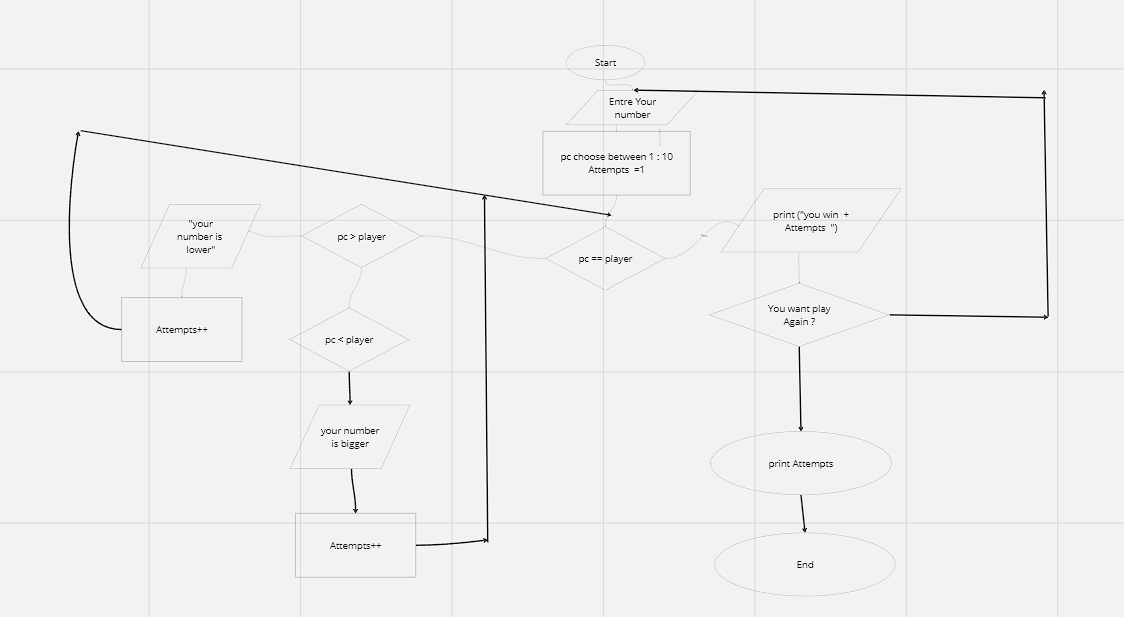 Start
Entre Your
number
pc choose between 1 : 10
Attempts  =1
"your
number is
lower"
pc > player
pc == player
print ("you win  +
Attempts  ")
Attempts++
pc < player
You want play
Again ?
your number
is bigger
print Attempts
Attempts++
End